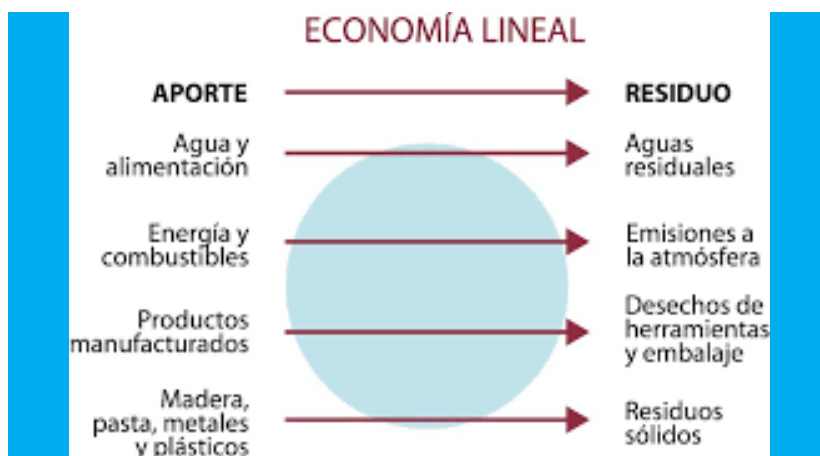 ECONOMÍA LINEAL
APORTE
RESIDUO
Agua y
alimentación
Aguas
residuales
Energía y
combustibles
Emisiones a
la atmósfera
Productos
manufacturados
Desechos de
herramientas
y embalaje
Madera,
pasta, metales
y plásticos
Residuos
sólidos